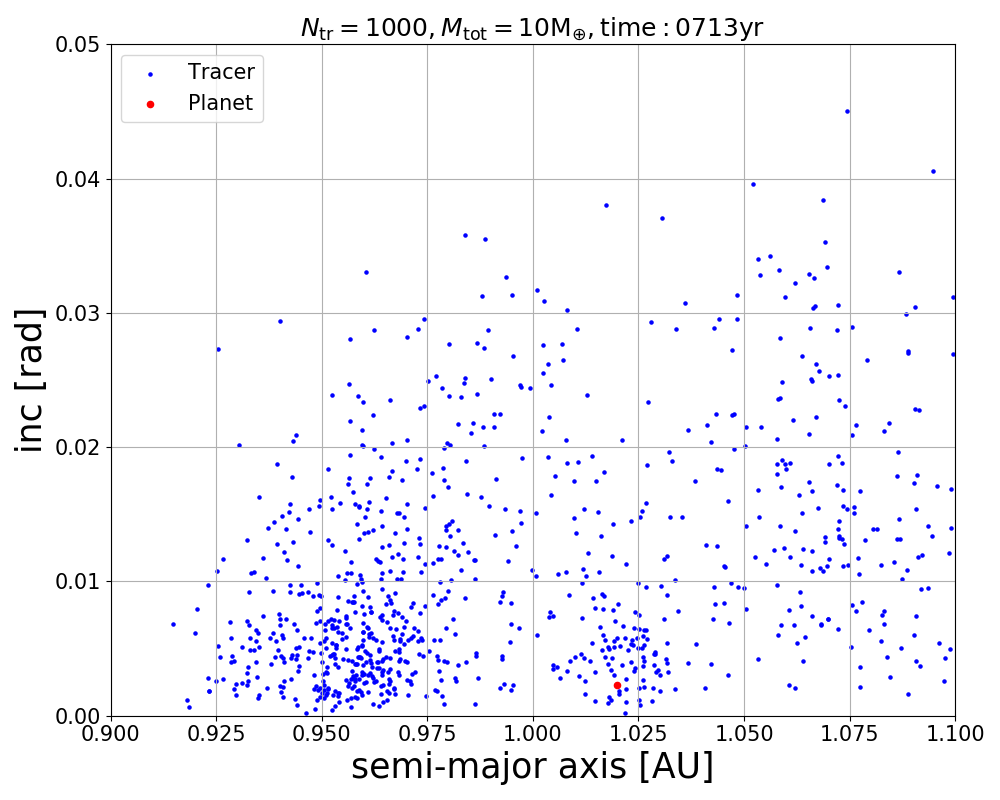 N_tr = 1000, M_tot = 10M_⊕, time : 0713yr
Tracer
Planet
inc [rad]
0.05
0.04
0.03
0.02
0.01
0.00
0.900 0.925 0.950 0.975 1.000 1.025 1.050 1.075 1.100
semi-major axis [AU]